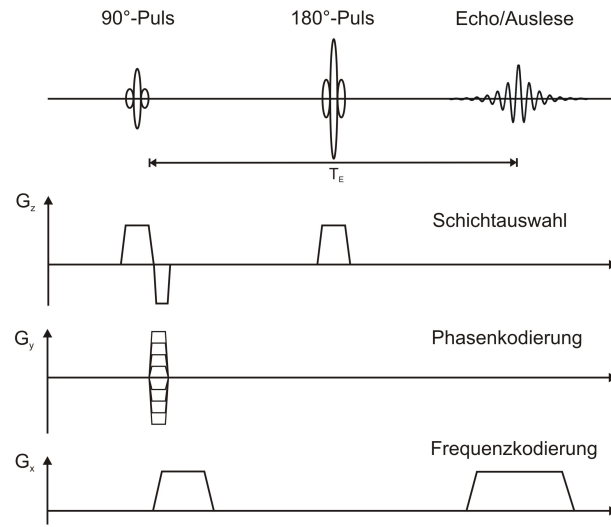 90°-Puls 180°-Puls Echo/Auslese
T_E
G_z
Schichtauswahl
G_y
Phasenkodierung
Frequenzkodierung
G_x